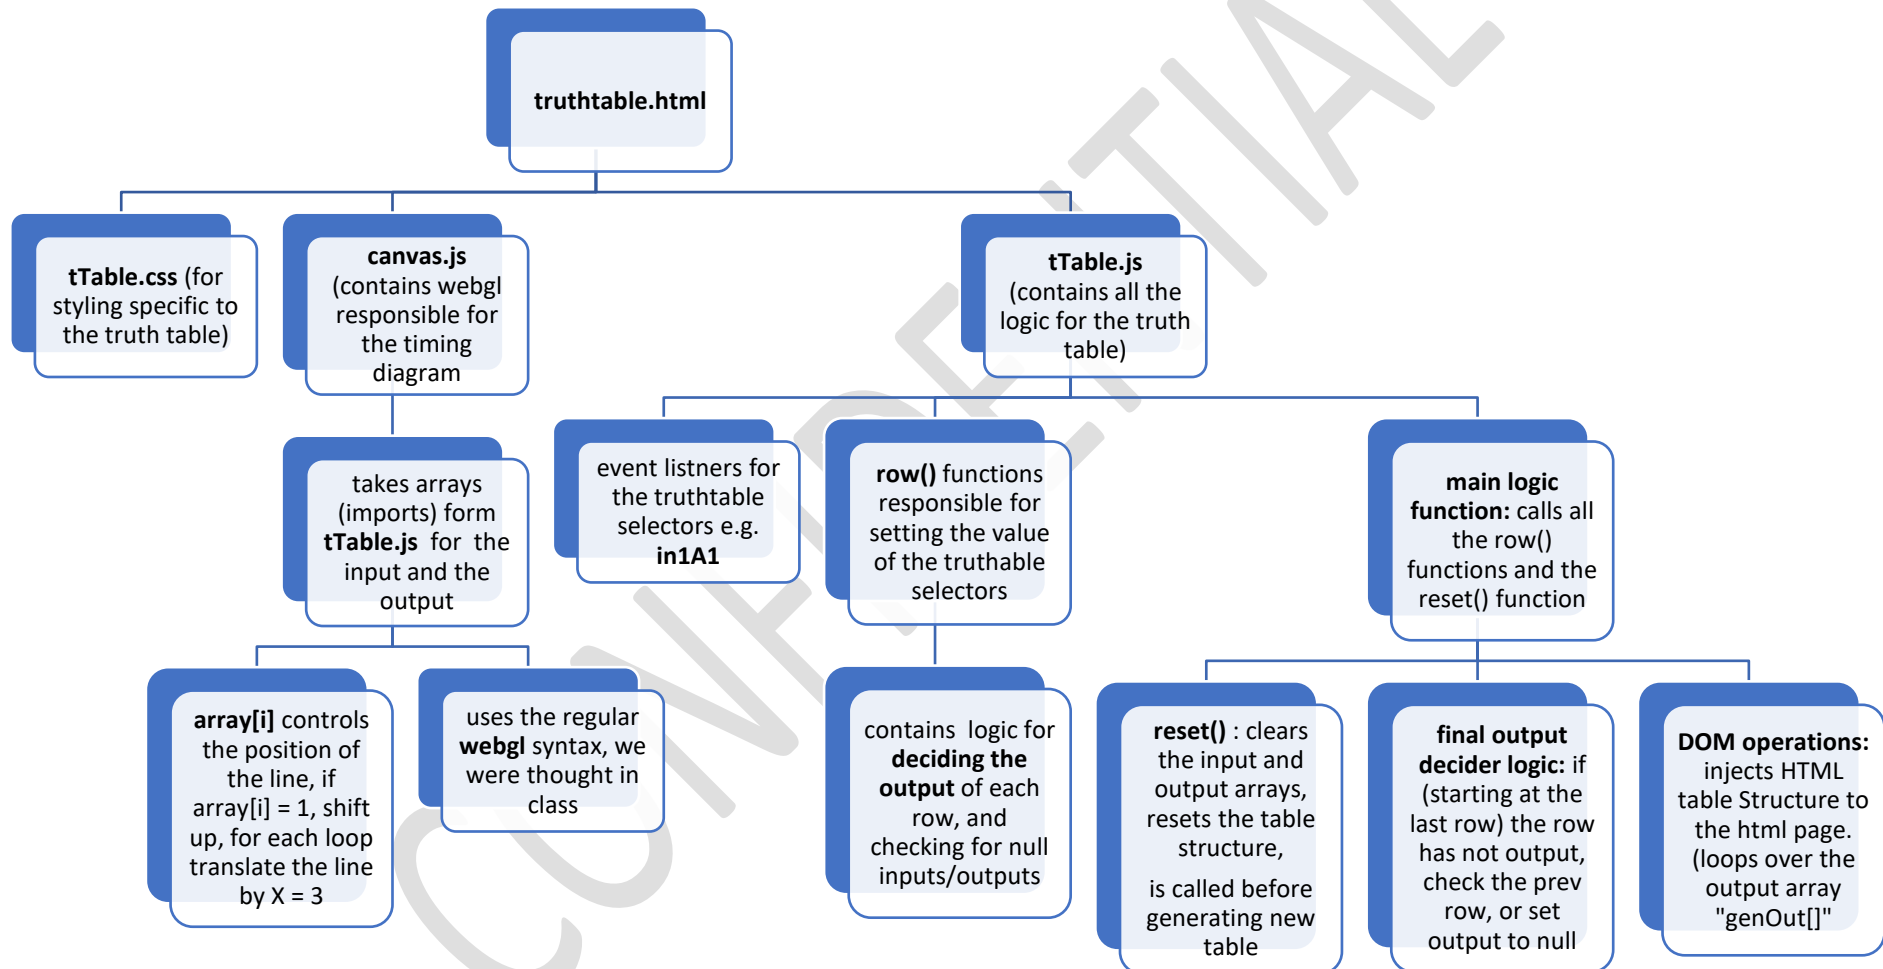 truthtable.html
tTable.css (for
styling specific to
the truth table)
canvas.js
(contains webgl
responsible for
the timing
diagram
tTable.js
(contains all the
logic for the truth
table)
takes arrays
(imports) form
tTable.js for the
input and the
output
event listners for
the truthtable
selectors e.g.
in1A1
row() functions
responsible for
setting the value
of the truthable
selectors
main logic
function: calls all
the row()
functions and the
reset() function
array[i] controls
the position of
the line, if
array[i] = 1, shift
up, for each loop
translate the line
by X = 3
uses the regular
webgl syntax, we
were thought in
class
contains logic for
deciding the
output of each
row, and
checking for null
inputs/outputs
reset() : clears
the input and
output arrays,
resets the table
structure,
is called before
generating new
table
final output
decider logic: if
(starting at the
last row) the row
has not output,
check the prev
row, or set
output to null
DOM operations:
injects HTML
table Structure to
the html page.
(loops over the
output array
"genOut[]"
CONFIDENTIAL